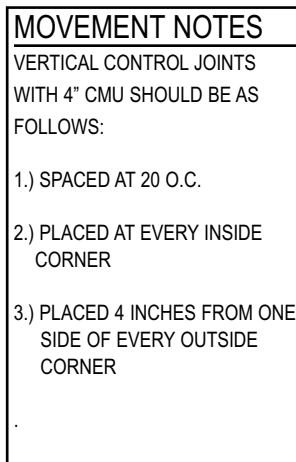 MOVEMENT NOTES
VERTICAL CONTROL JOINTS
WITH 4” CMU SHOULD BE AS
FOLLOWS:
1.) SPACED AT 20 O.C.
2.) PLACED AT EVERY INSIDE
CORNER
3.) PLACED 4 INCHES FROM ONE
SIDE OF EVERY OUTSIDE
CORNER
.